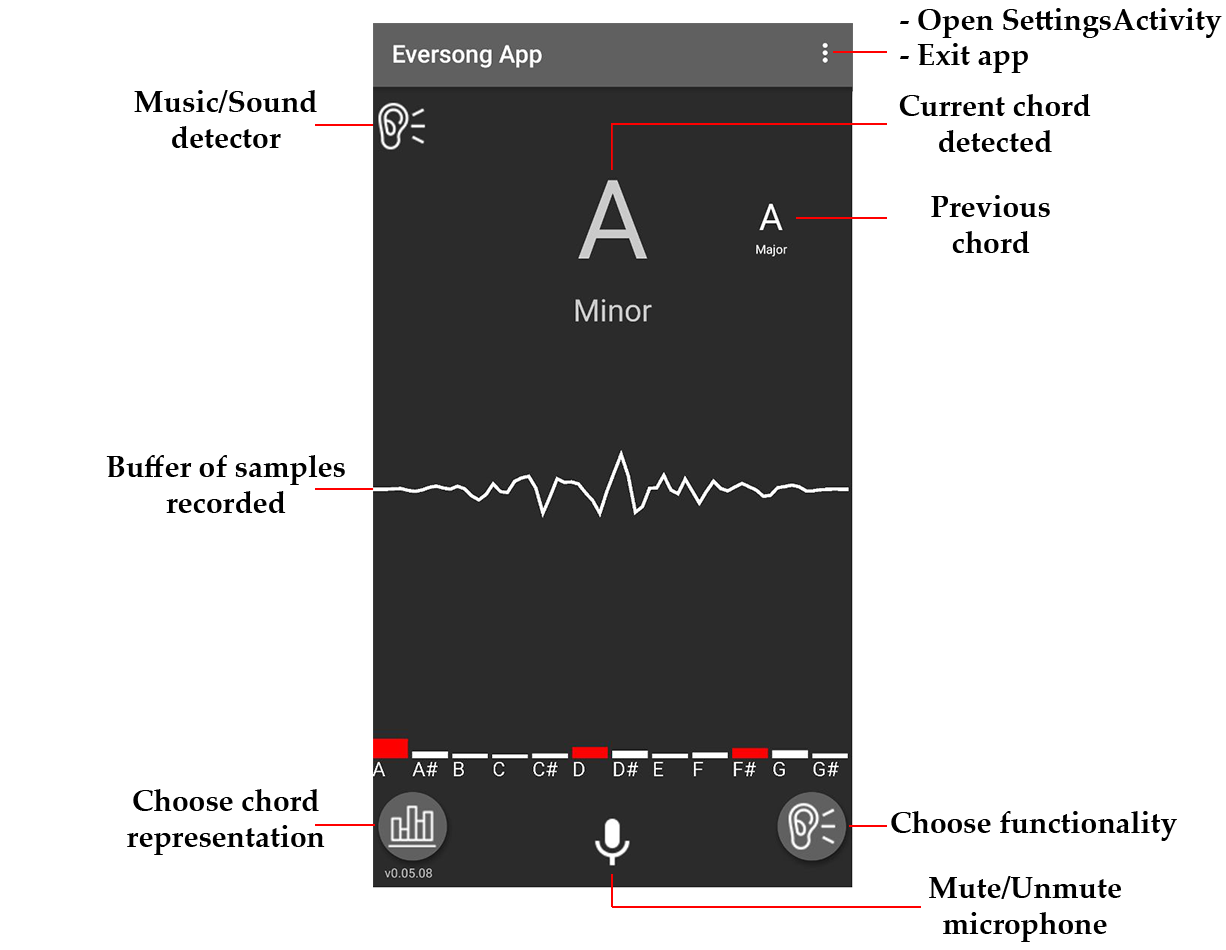 - Open SettingsActivity
- Exit app
Eversong App
Music/Sound
detector
Current chord
detected
A
Minor
A
Major
Previous
chord
Buffer of samples
recorded
A A# B C C# D D# E F F# G G#
Choose chord
representation
Choose functionality
v0.05.08
Mute/Unmute
microphone